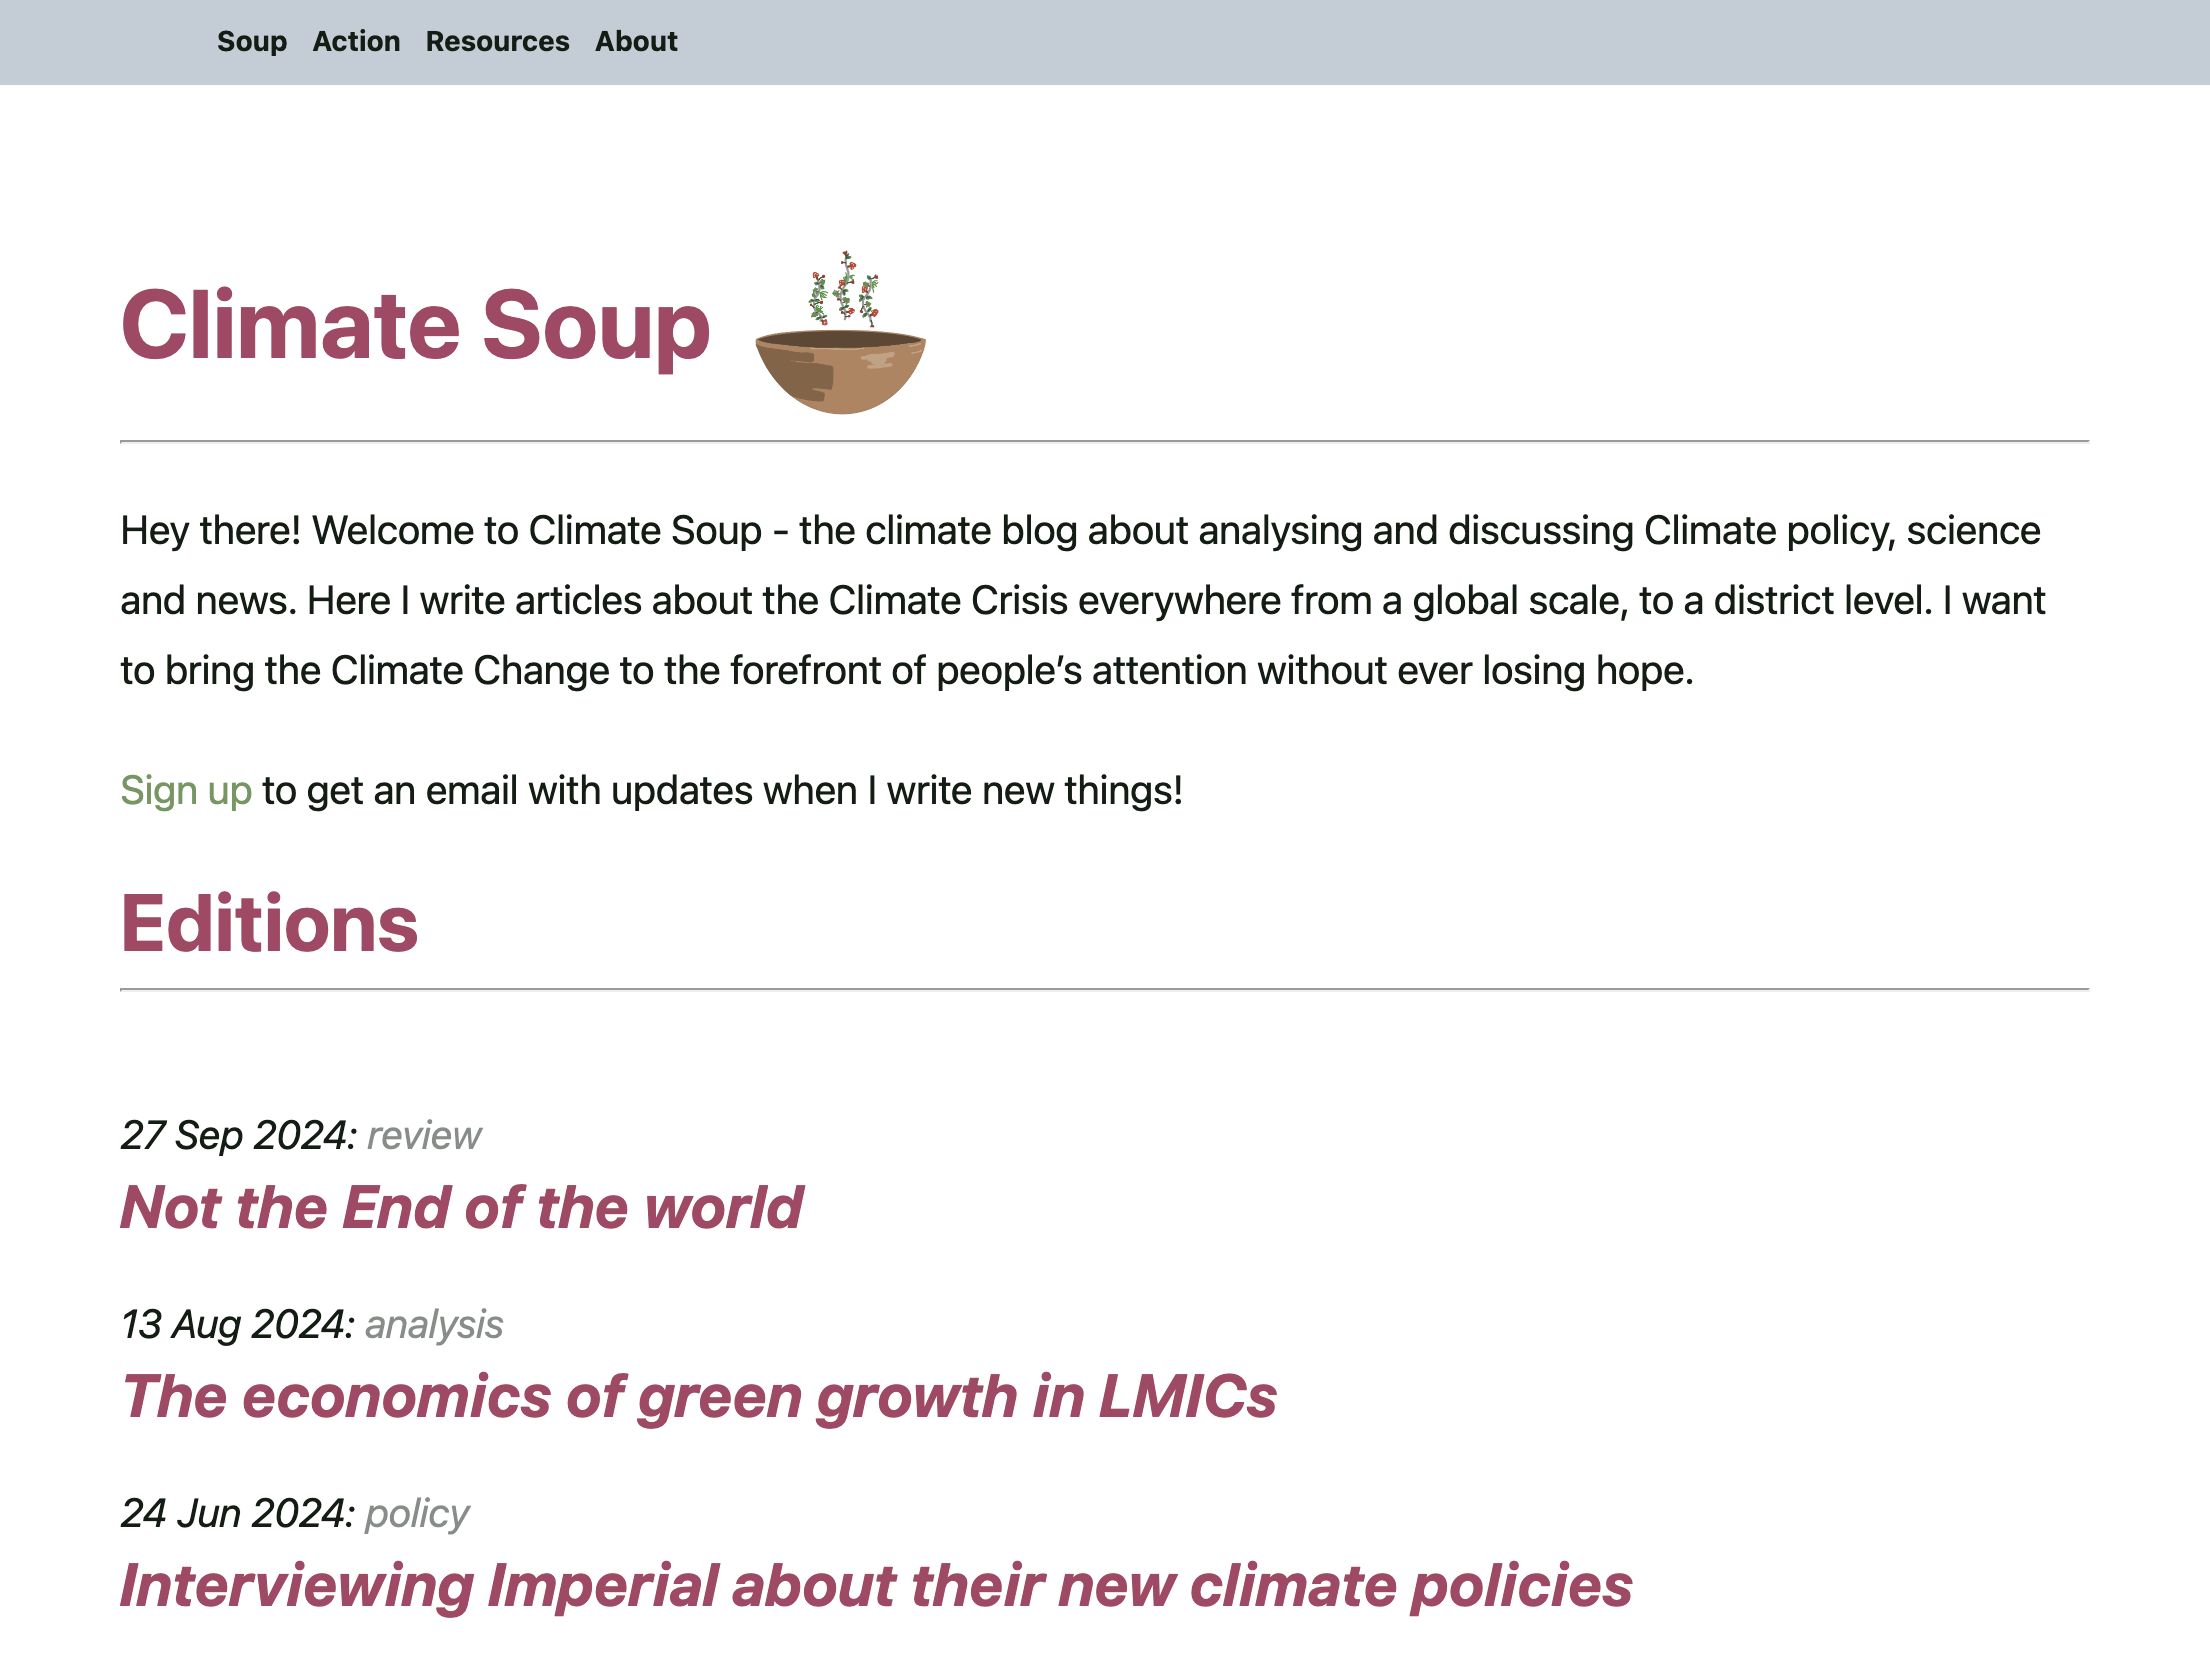 Soup Action Resources About
Climate Soup
Hey there! Welcome to Climate Soup - the climate blog about analysing and discussing Climate policy, science
and news. Here I write articles about the Climate Crisis everywhere from a global scale, to a district level. I want
to bring the Climate Change to the forefront of people’s attention without ever losing hope.
Sign up to get an email with updates when I write new things!
Editions
27 Sep 2024: review
Not the End of the world
13 Aug 2024: analysis
The economics of green growth in LMICs
24 Jun 2024: policy
Interviewing Imperial about their new climate policies